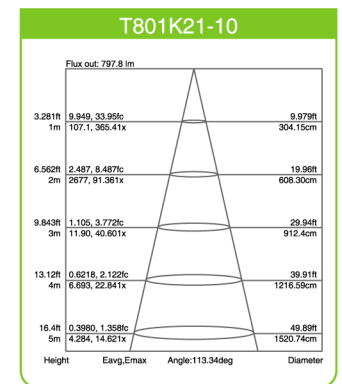 T801K21-10
Flux out: 797.8 lm
3.281ft 9.949, 33.95fc 9.979ft
1m 107.1, 365.41x 304.15cm
6.562ft 2.487, 8.487fc 19.96ft
2m 2677, 91.361x 608.30cm
9.843ft 1.105, 3.772fc 29.94ft
3m 11.90, 40.601x 912.4cm
13.12ft 0.6218, 2.122fc 39.91ft
4m 6.693, 22.841x 1216.59cm
16.4ft 0.3980, 1.358fc 49.89ft
5m 4.284, 14.621x 1520.74cm
Height Eavg,Emax Angle:113.34deg Diameter